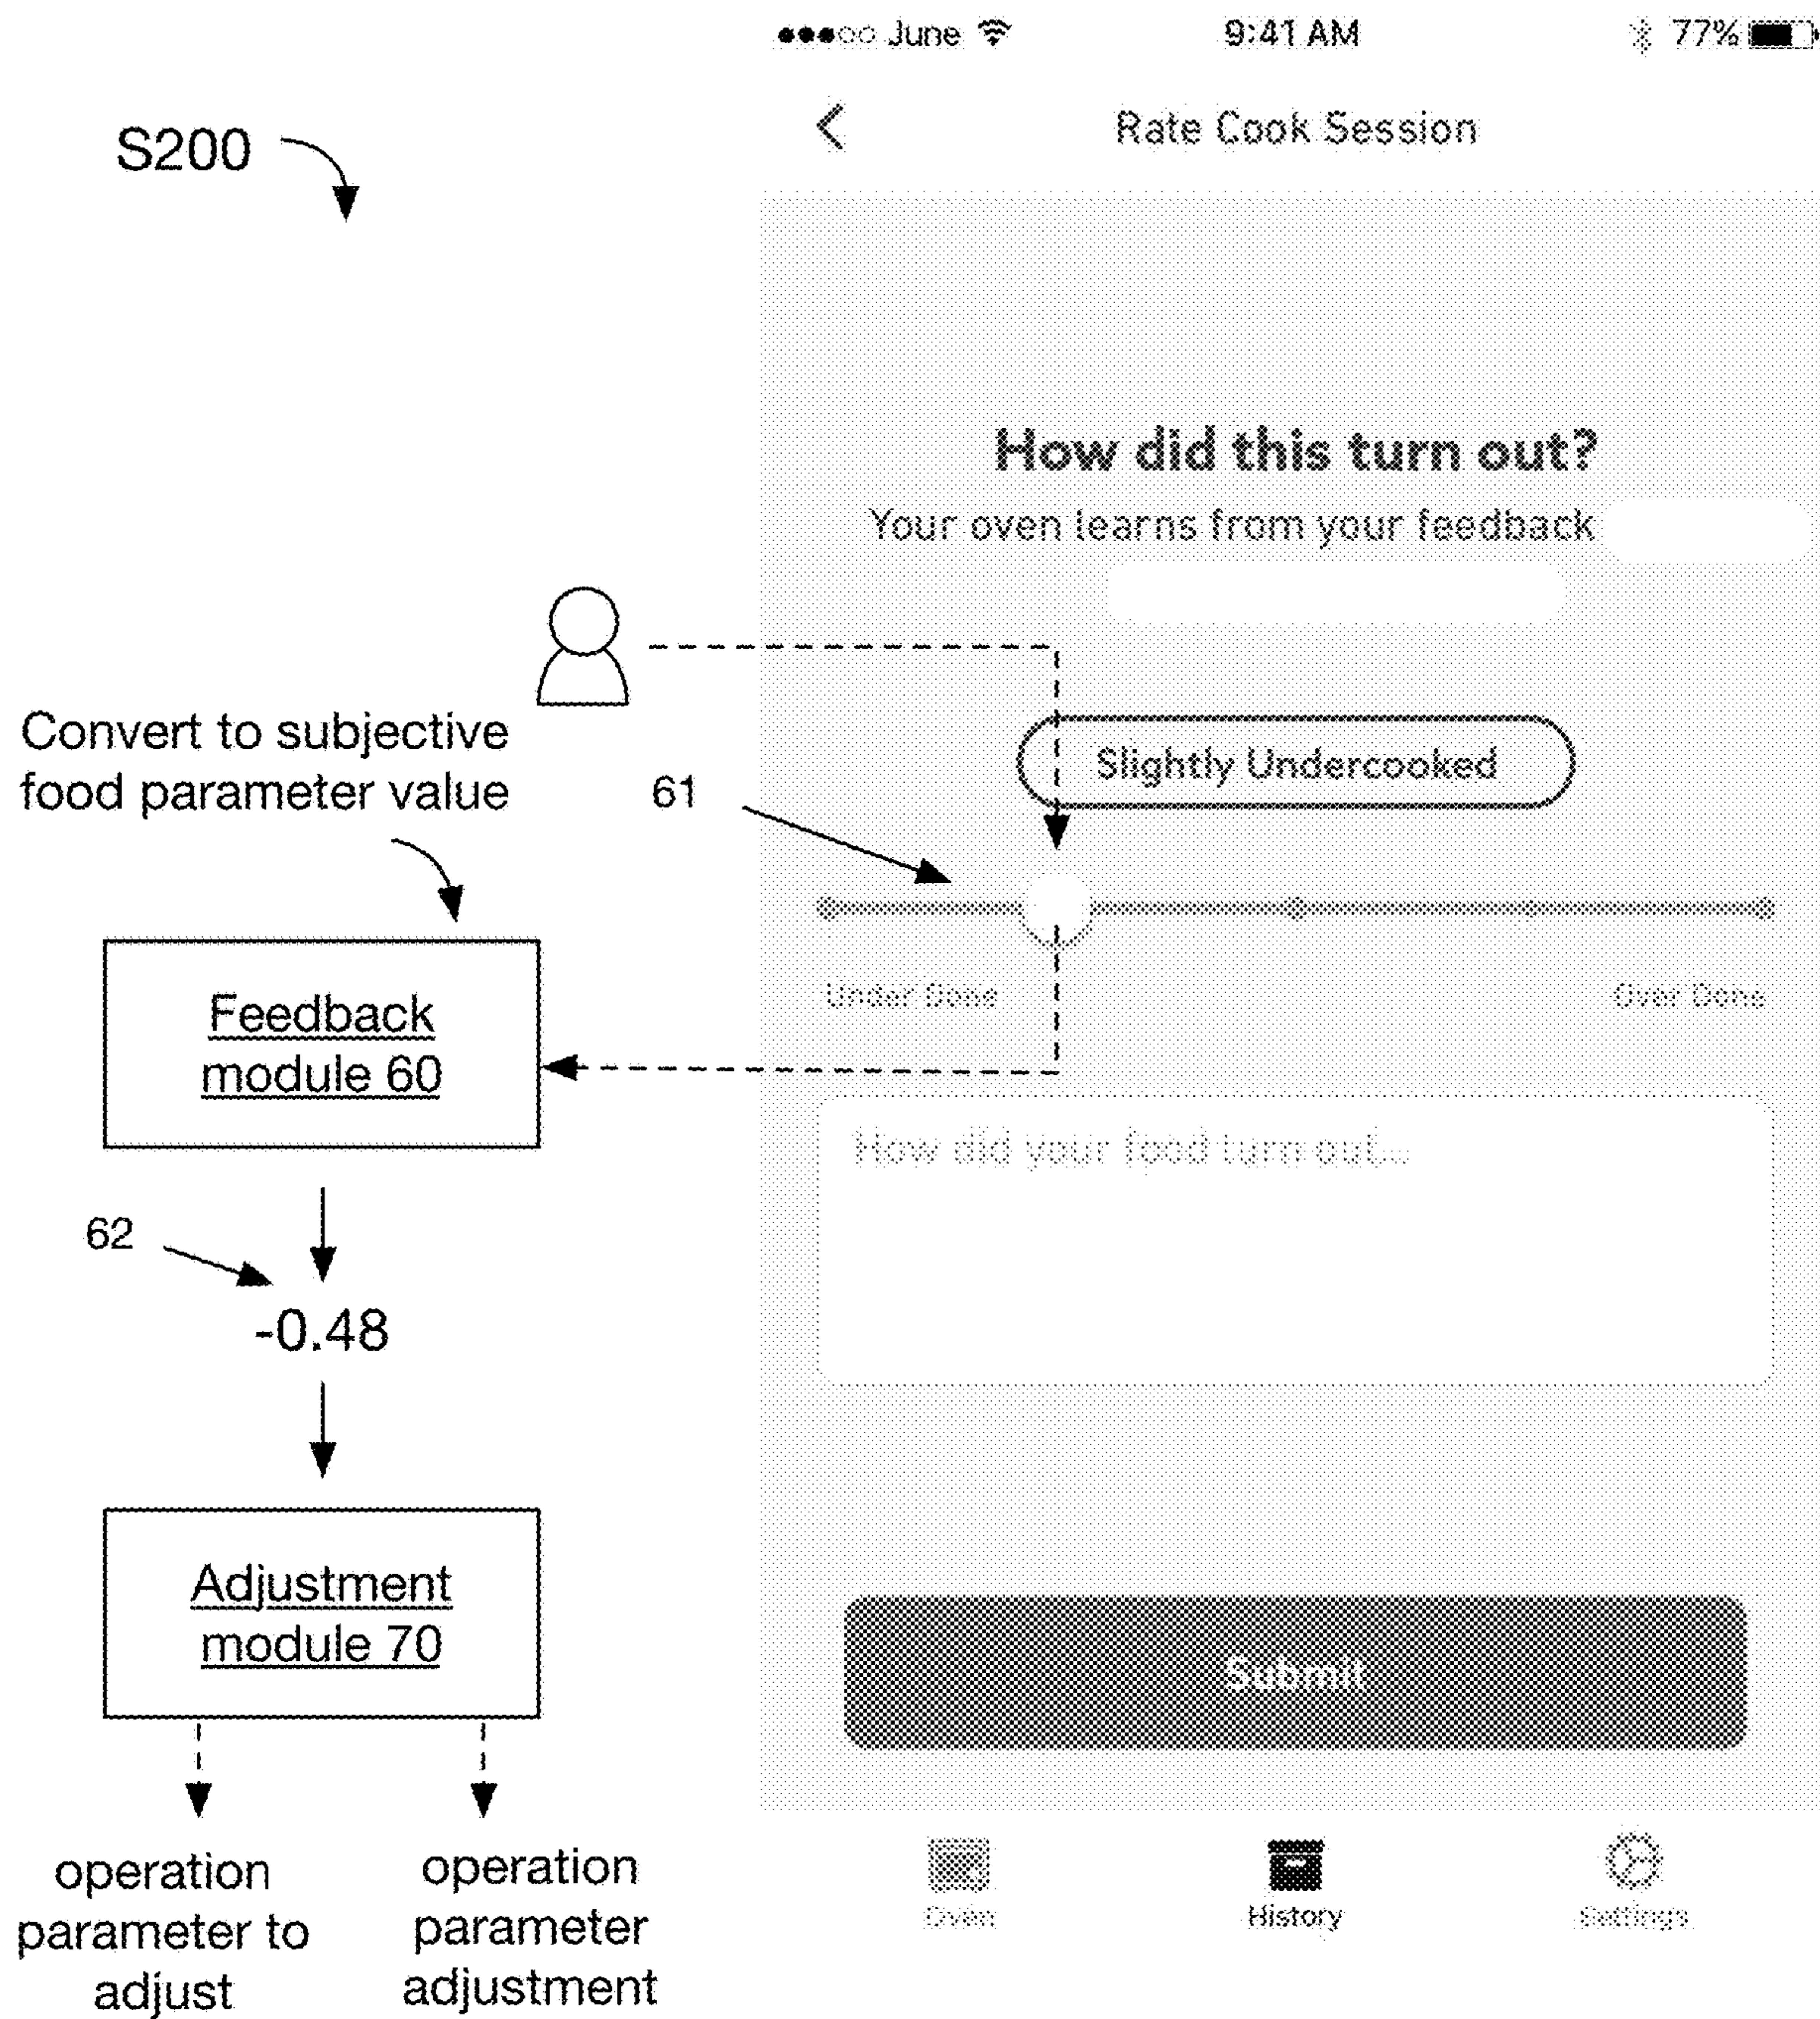 June 9:41 AM 77%
Rate Cook Session
S200
How did this turn out?
Your oven learns from your feedback
Slightly Undercooked
Convert to subjective
food parameter value
61
Under Done Over Done
Feedback
module 60
How did your food turn out...
62
-0.48
Adjustment
module 70
Submit
operation
parameter to
adjust
operation
parameter
adjustment
Oven History Settings